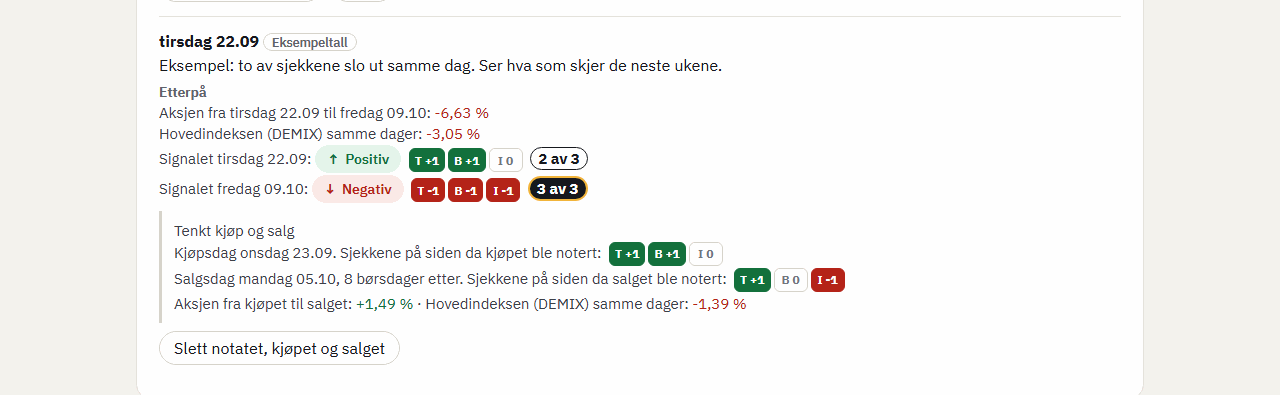 tirsdag 22.09 Eksempeltall
Eksempel: to av sjekkene slo ut samme dag. Ser hva som skjer de neste ukene.
Etterpå
Aksjen fra tirsdag 22.09 til fredag 09.10: -6,63 %
Hovedindeksen (DEMIX) samme dager: -3,05 %
Signalet tirsdag 22.09: ↑ Positiv T +1 B +1 I 0 2 av 3
Signalet fredag 09.10: ↓ Negativ T -1 B -1 I -1 3 av 3
Tenkt kjøp og salg
Kjøpsdag onsdag 23.09. Sjekkene på siden da kjøpet ble notert: T +1 B +1 I 0
Salgsdag mandag 05.10, 8 børsdager etter. Sjekkene på siden da salget ble notert: T +1 B 0 I -1
Aksjen fra kjøpet til salget: +1,49 % · Hovedindeksen (DEMIX) samme dager: -1,39 %
Slett notatet, kjøpet og salget